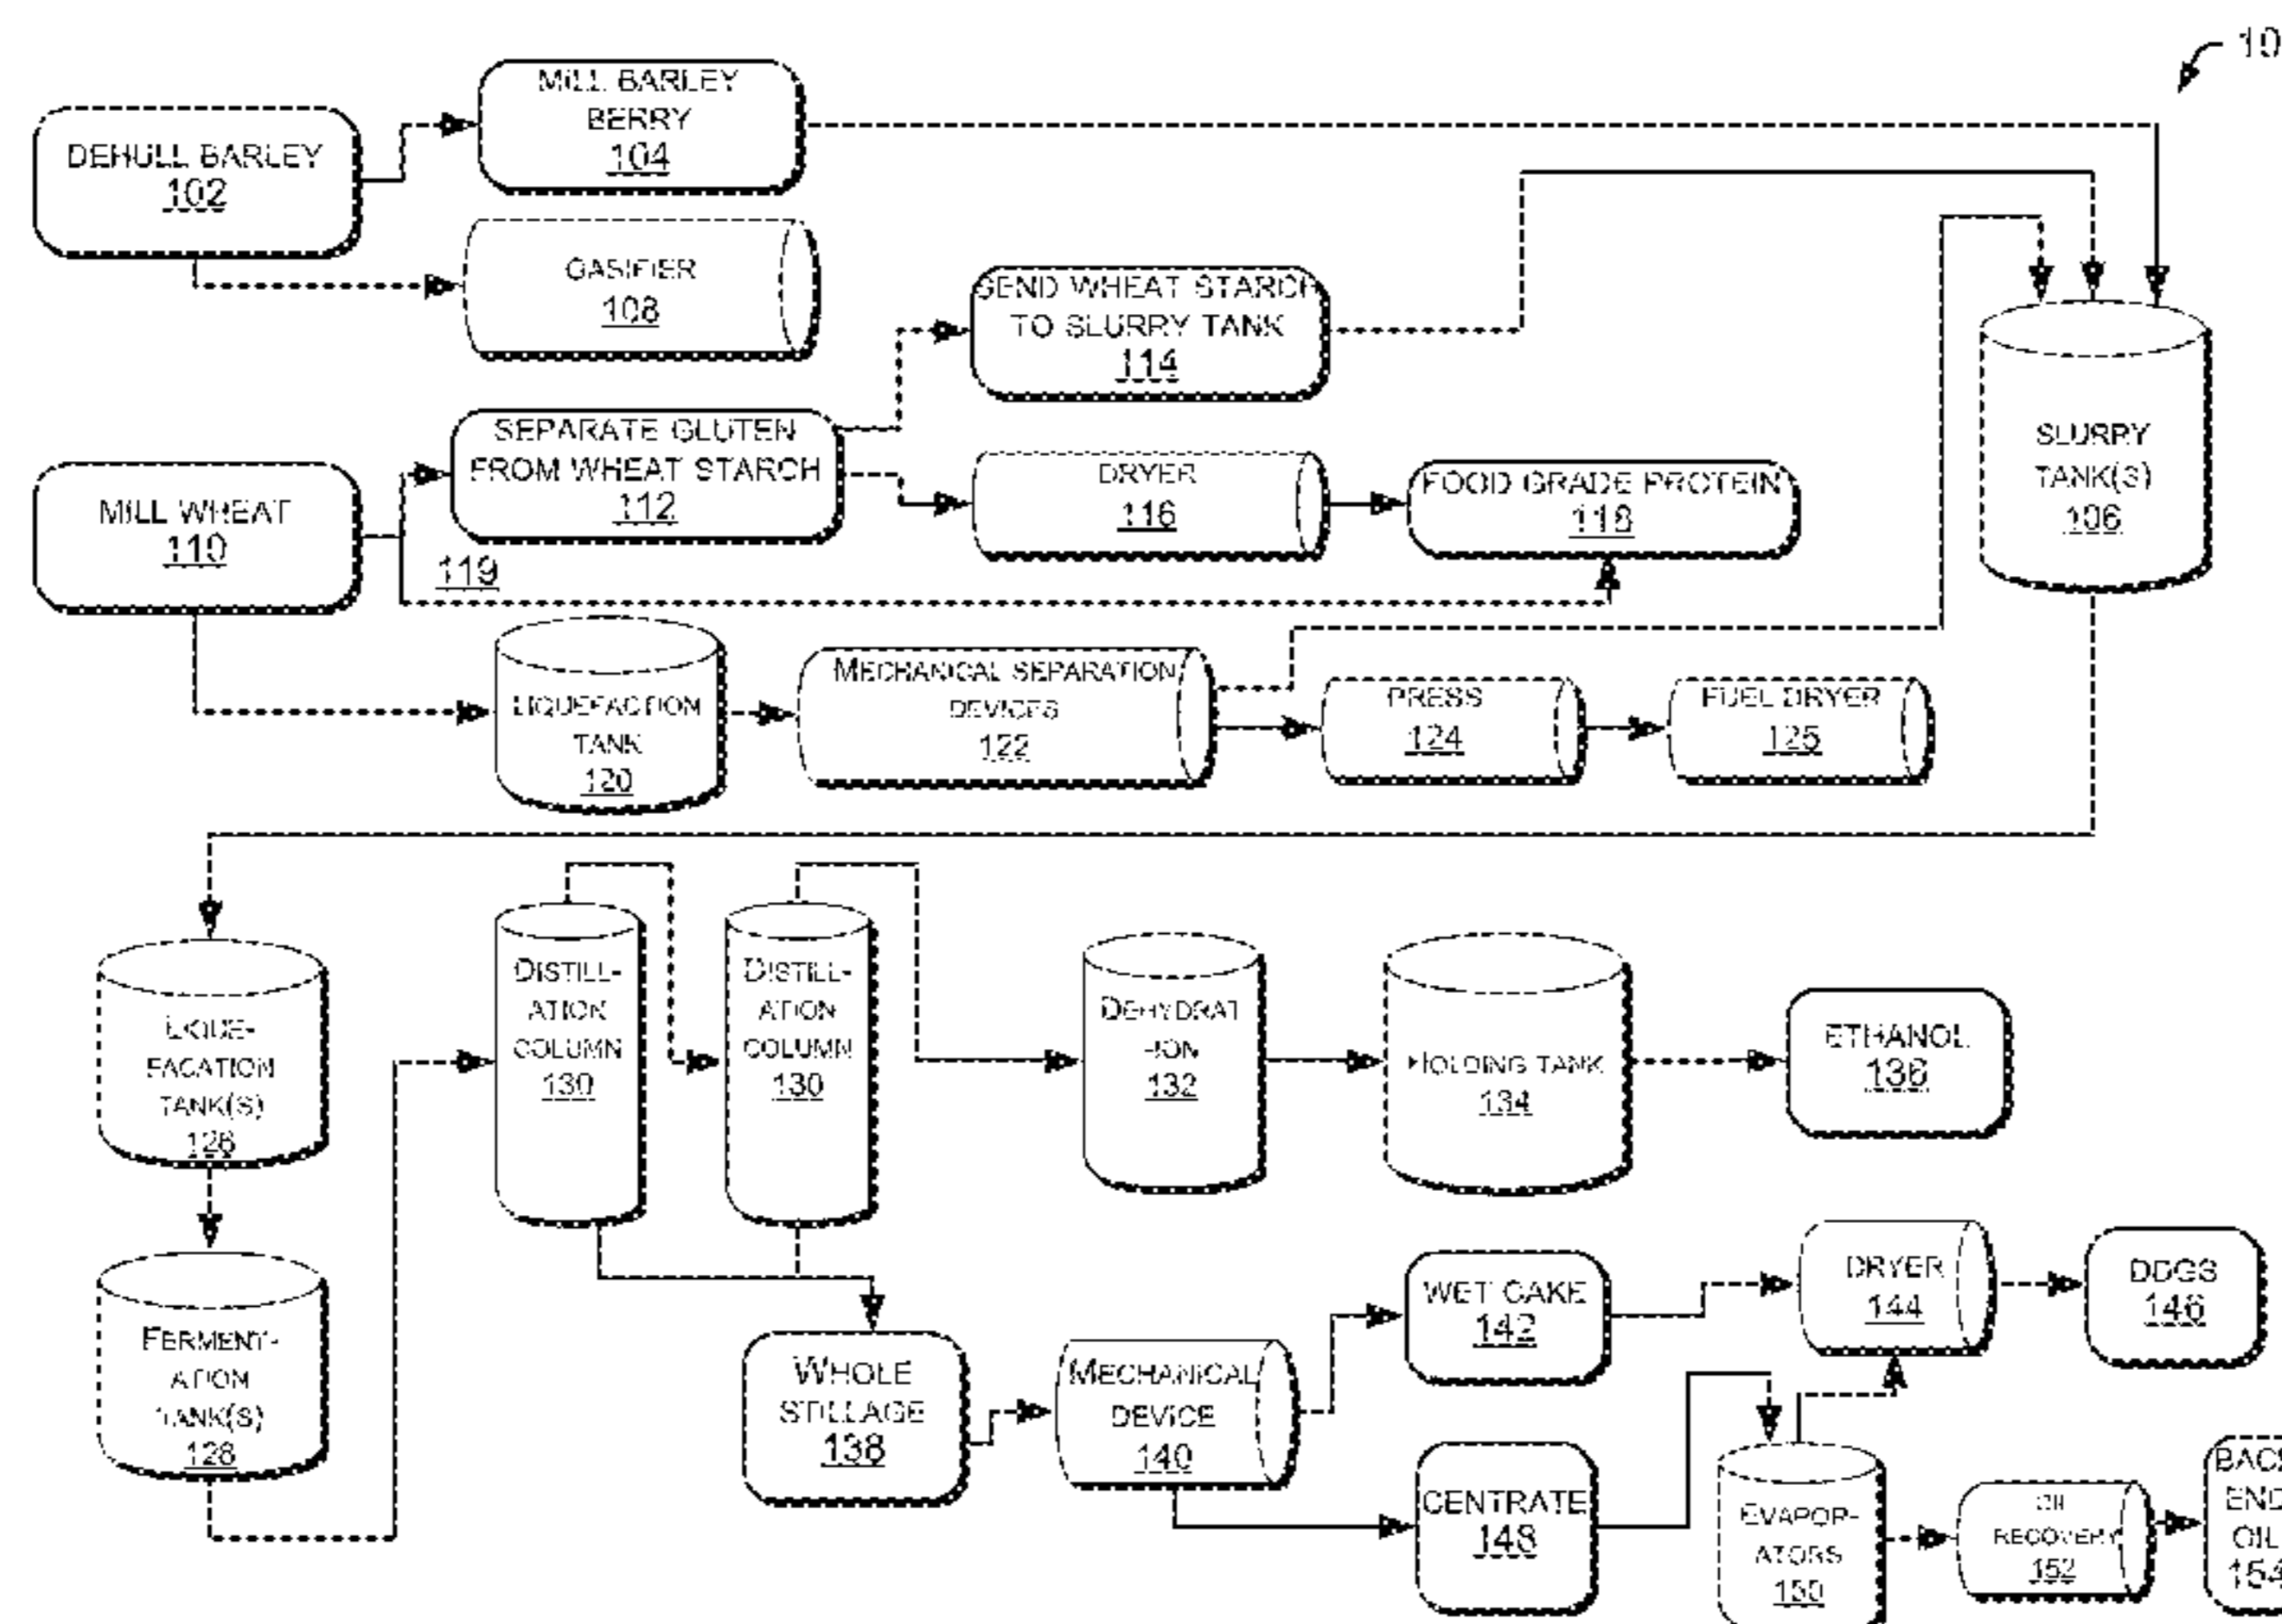 10
MILL BARLEY
BERRY
104
DEHULL BARLEY
102
GASIFIER
108
SEND WHEAT STARCH
TO SLURRY TANK
114
SEPARATE GLUTEN
FROM WHEAT STARCH
112
MILL WHEAT
110
DRYER
116
FOOD GRADE PROTEIN
118
SLURRY
TANK(S)
106
119
LIQUEFACTION
TANK
120
MECHANICAL SEPARATION
DEVICES
122
PRESS
124
FUEL DRYER
125
LIQUE-
FACATION
TANK(S)
126
DISTILL-
ATION
COLUMN
130
DISTILL-
ATION
COLUMN
130
DEHYDRAT
-ION
132
HOLDING TANK
134
ETHANOL
136
FERMENT-
ATION
TANK(S)
128
WHOLE
STILLAGE
138
MECHANICAL
DEVICE
140
WET CAKE
142
DRYER
144
DDGS
146
CENTRATE
148
EVAPOR-
ATORS
150
OIL
RECOVERY
152
BACK
END
OIL
154